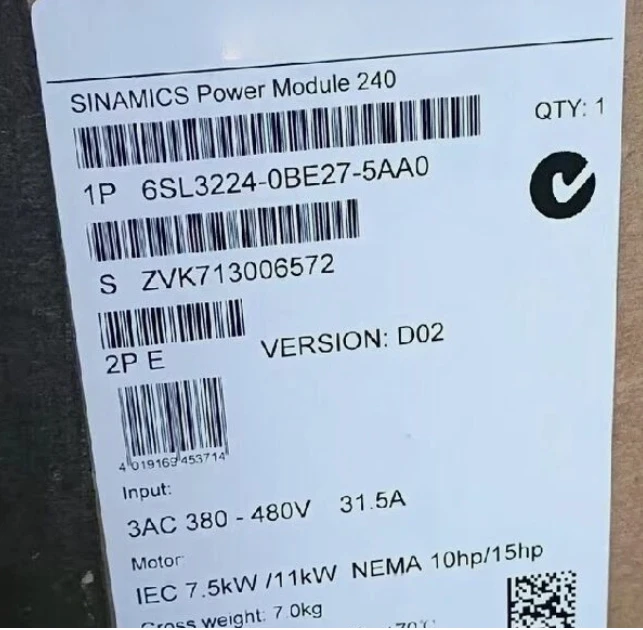 SINAMICS Power Module 240
QTY: 1
1P 6SL3224-0BE27-5AA0
S ZVK713006572
2P E VERSION: D02
4 019169 453714
Input:
3AC 380 - 480V 31.5A
Motor
IEC 7.5kW /11kW NEMA 10hp/15hp
Gross weight: 7.0kg